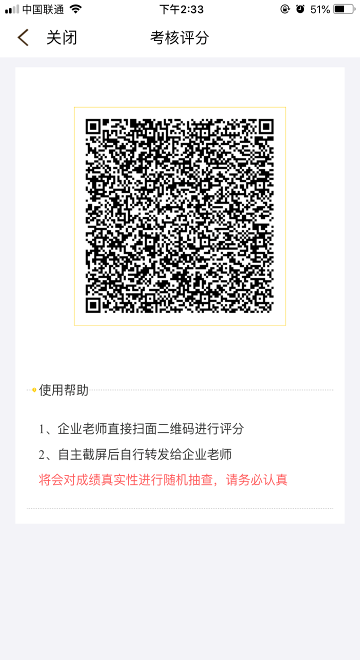 中国联通
下午2:33
51%
关闭
考核评分
使用帮助
1、企业老师直接扫面二维码进行评分
2、自主截屏后自行转发给企业老师
将会对成绩真实性进行随机抽查，请务必认真